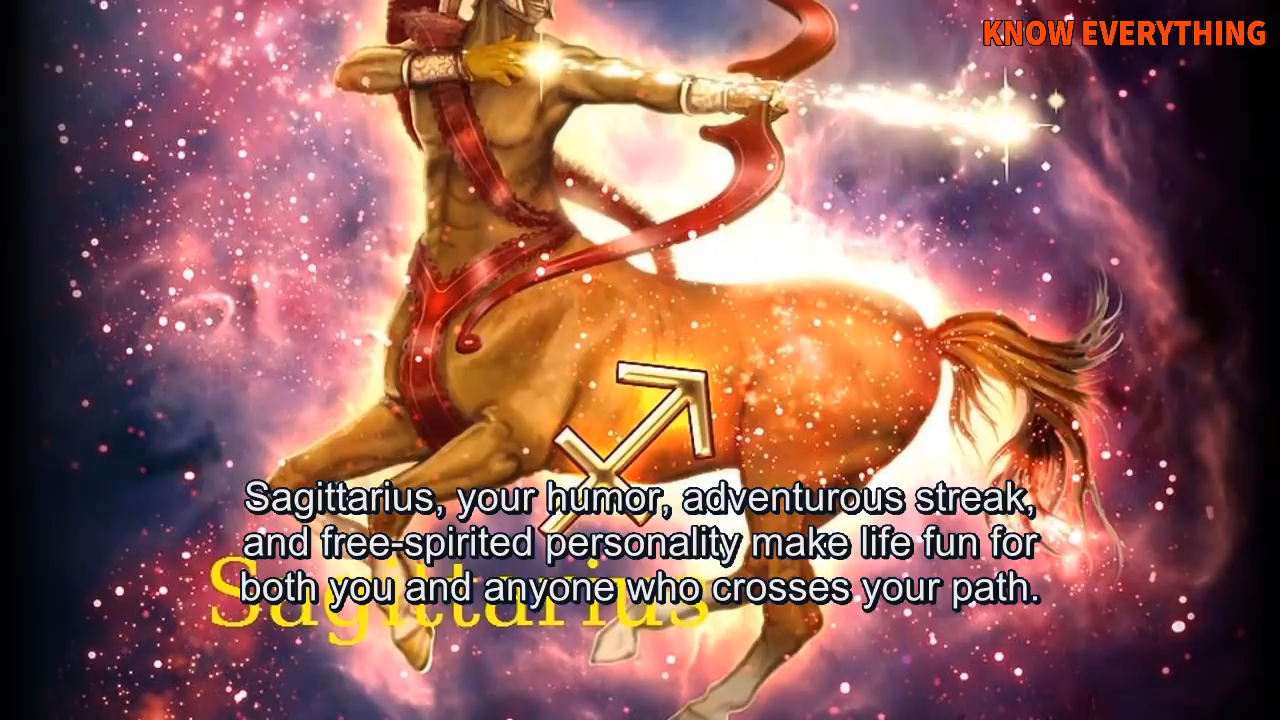 KNOW EVERYTHING
Sagittarius, your humor, adventurous streak,
and free-spirited personality make life fun for
both you and anyone who crosses your path.
Sagittarius